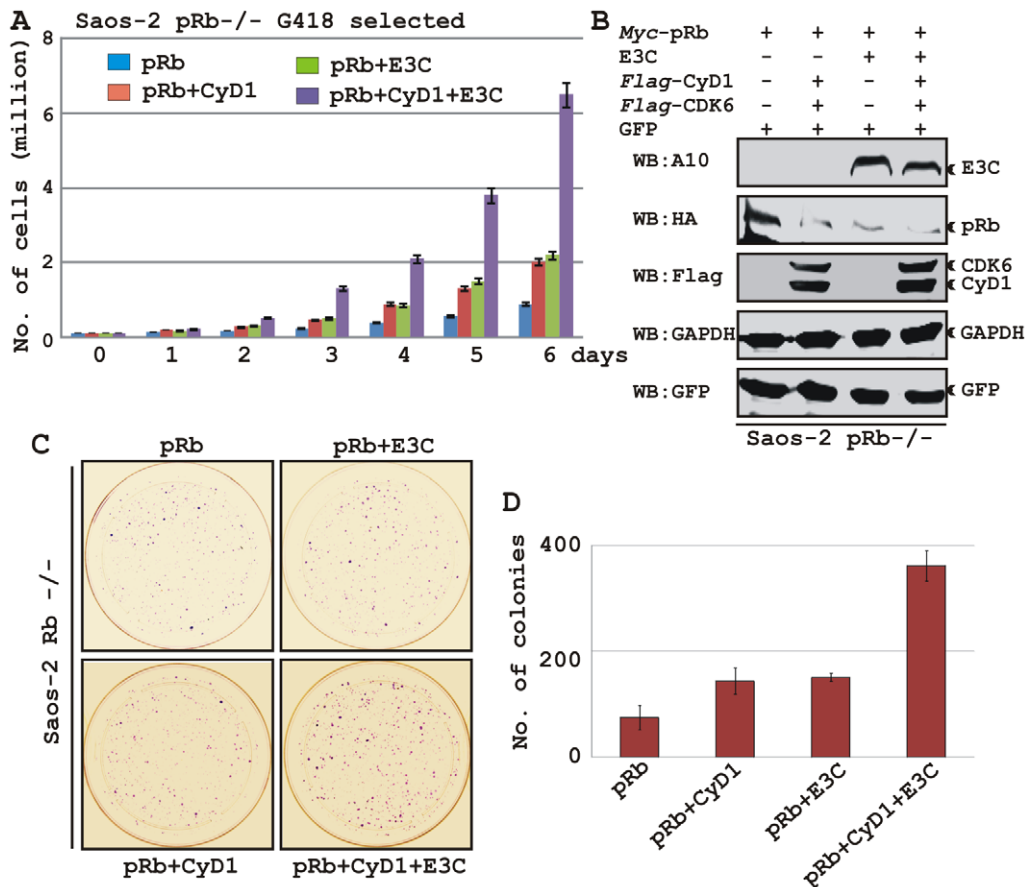 A Saos-2 pRb-/- G418 selected
No. of cells (million)
8
6
4
2
0
pRb
pRb+CyD1
pRb+E3C
pRb+CyD1+E3C
0 1 2 3 4 5 6 days
B
Myc-pRb + + + +
E3C - - + +
Flag-CyD1 - + - +
Flag-CDK6 - + - +
GFP + + + +
WB:A10 E3C
WB:HA pRb
WB:Flag CDK6
CyD1
WB:GAPDH GAPDH
WB:GFP GFP
Saos-2 pRb-/-
C
pRb pRb+E3C
Saos-2 Rb -/-
pRb+CyD1 pRb+CyD1+E3C
D
No. of colonies
400
200
0
pRb
pRb+CyD1
pRb+E3C
pRb+CyD1+E3C